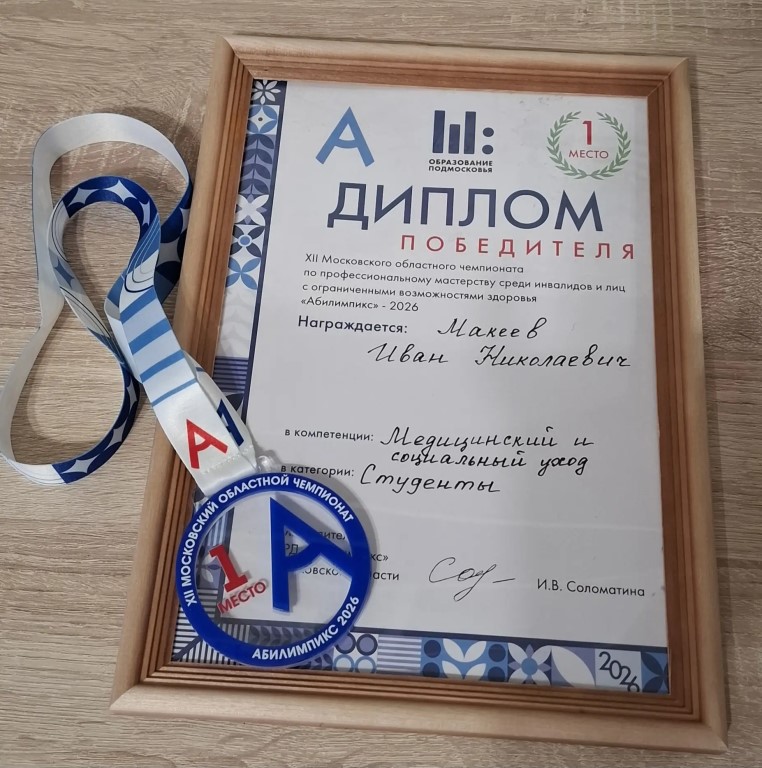 А
ОБРАЗОВАНИЕ
ПОДМОСКОВЬЯ
1
МЕСТО
ДИПЛОМ
ПОБЕДИТЕЛЯ
XII Московского областного чемпионата
по профессиональному мастерству среди инвалидов и лиц
с ограниченными возможностями здоровья
«Абилимпикс» - 2026
Награждается: Макеев
Иван Николаевич
в компетенции: Медицинский и
социальный уход
в категории: Студенты
И.В. Соломатина
2026
А
XII МОСКОВСКИЙ ОБЛАСТНОЙ ЧЕМПИОНАТ
А
1
МЕСТО
АБИЛИМПИКС 2026